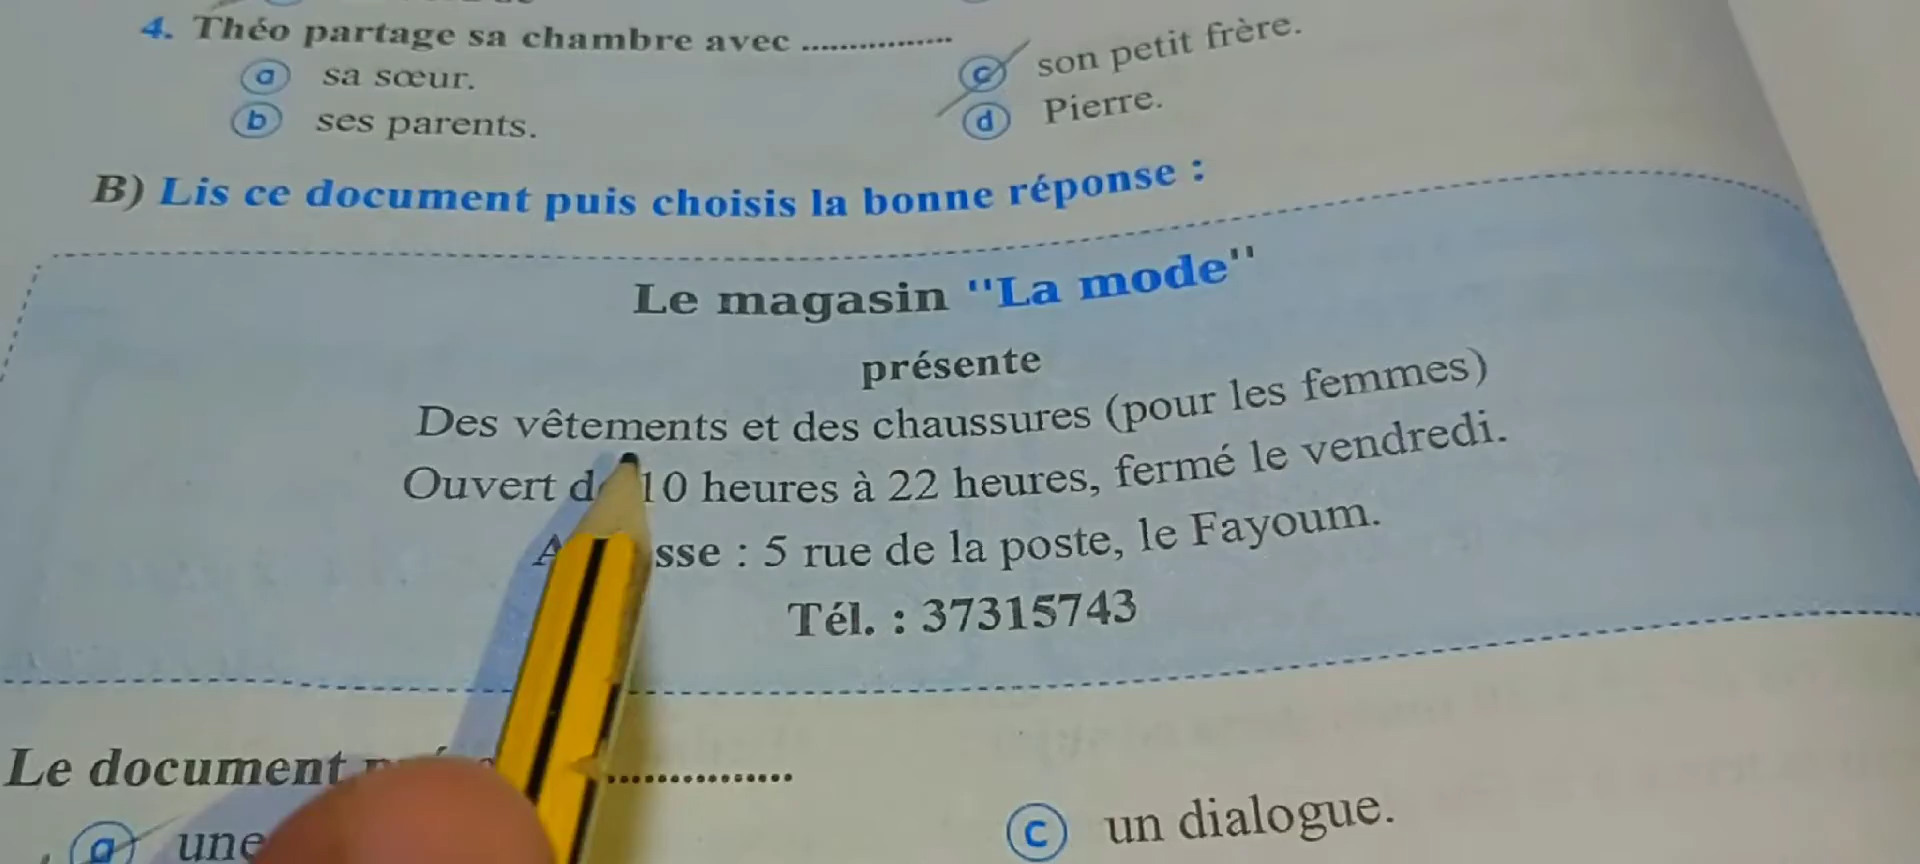 4. Théo partage sa chambre avec ................
a sa sœur.
b ses parents.
c son petit frère.
d Pierre.
B) Lis ce document puis choisis la bonne réponse :
Le magasin "La mode"
présente
Des vêtements et des chaussures (pour les femmes)
Ouvert de 10 heures à 22 heures, fermé le vendredi.
: 5 rue de la poste, le Fayoum.
Tél. : 37315743
Le document ................
a une
c un dialogue.